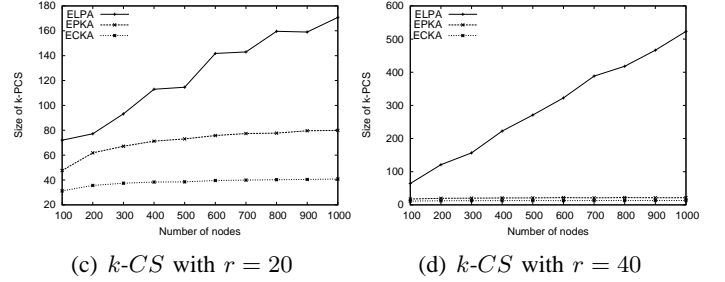 180
160
140
120
100
80
60
40
20
Size of k-PCS
ELPA
EPKA
ECKA
100 200 300 400 500 600 700 800 900 1000
Number of nodes
(c) k-CS with r = 20
600
500
400
300
200
100
0
Size of k-PCS
ELPA
EPKA
ECKA
100 200 300 400 500 600 700 800 900 1000
Number of nodes
(d) k-CS with r = 40